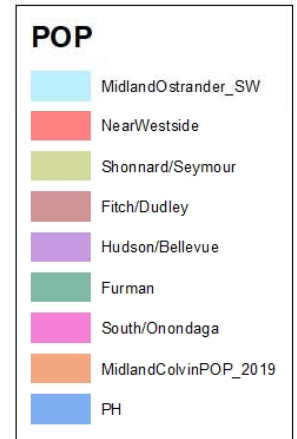 POP
MidlandOstrander_SW
NearWestside
Shonnard/Seymour
Fitch/Dudley
Hudson/Bellevue
Furman
South/Onondaga
MidlandColvinPOP_2019
PH